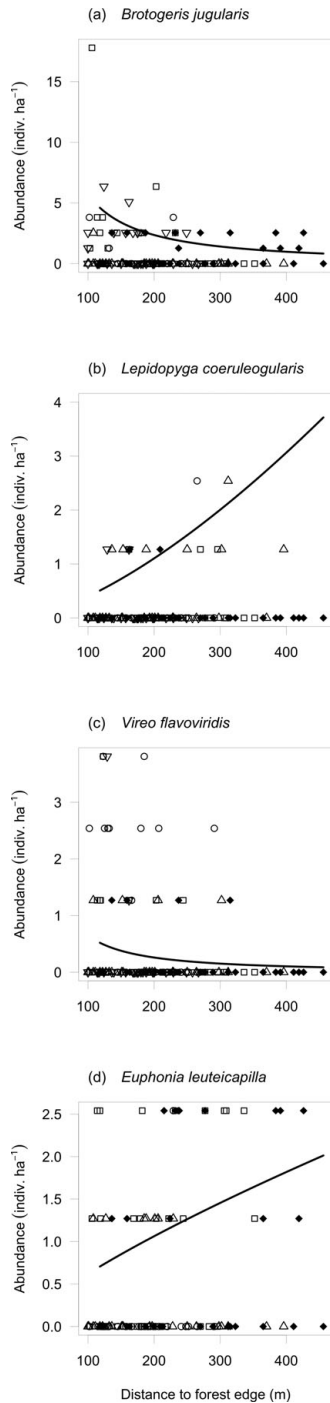 (a) Brotogeris jugularis
Abundance (indiv. ha⁻¹)
15
10
5
0
100 200 300 400
(b) Lepidopyga coeruleogularis
Abundance (indiv. ha⁻¹)
4
3
2
1
0
100 200 300 400
(c) Vireo flavoviridis
Abundance (indiv. ha⁻¹)
3
2
1
0
100 200 300 400
(d) Euphonia leuteicapilla
Abundance (indiv. ha⁻¹)
2.5
2.0
1.5
1.0
0.5
0.0
100 200 300 400
Distance to forest edge (m)